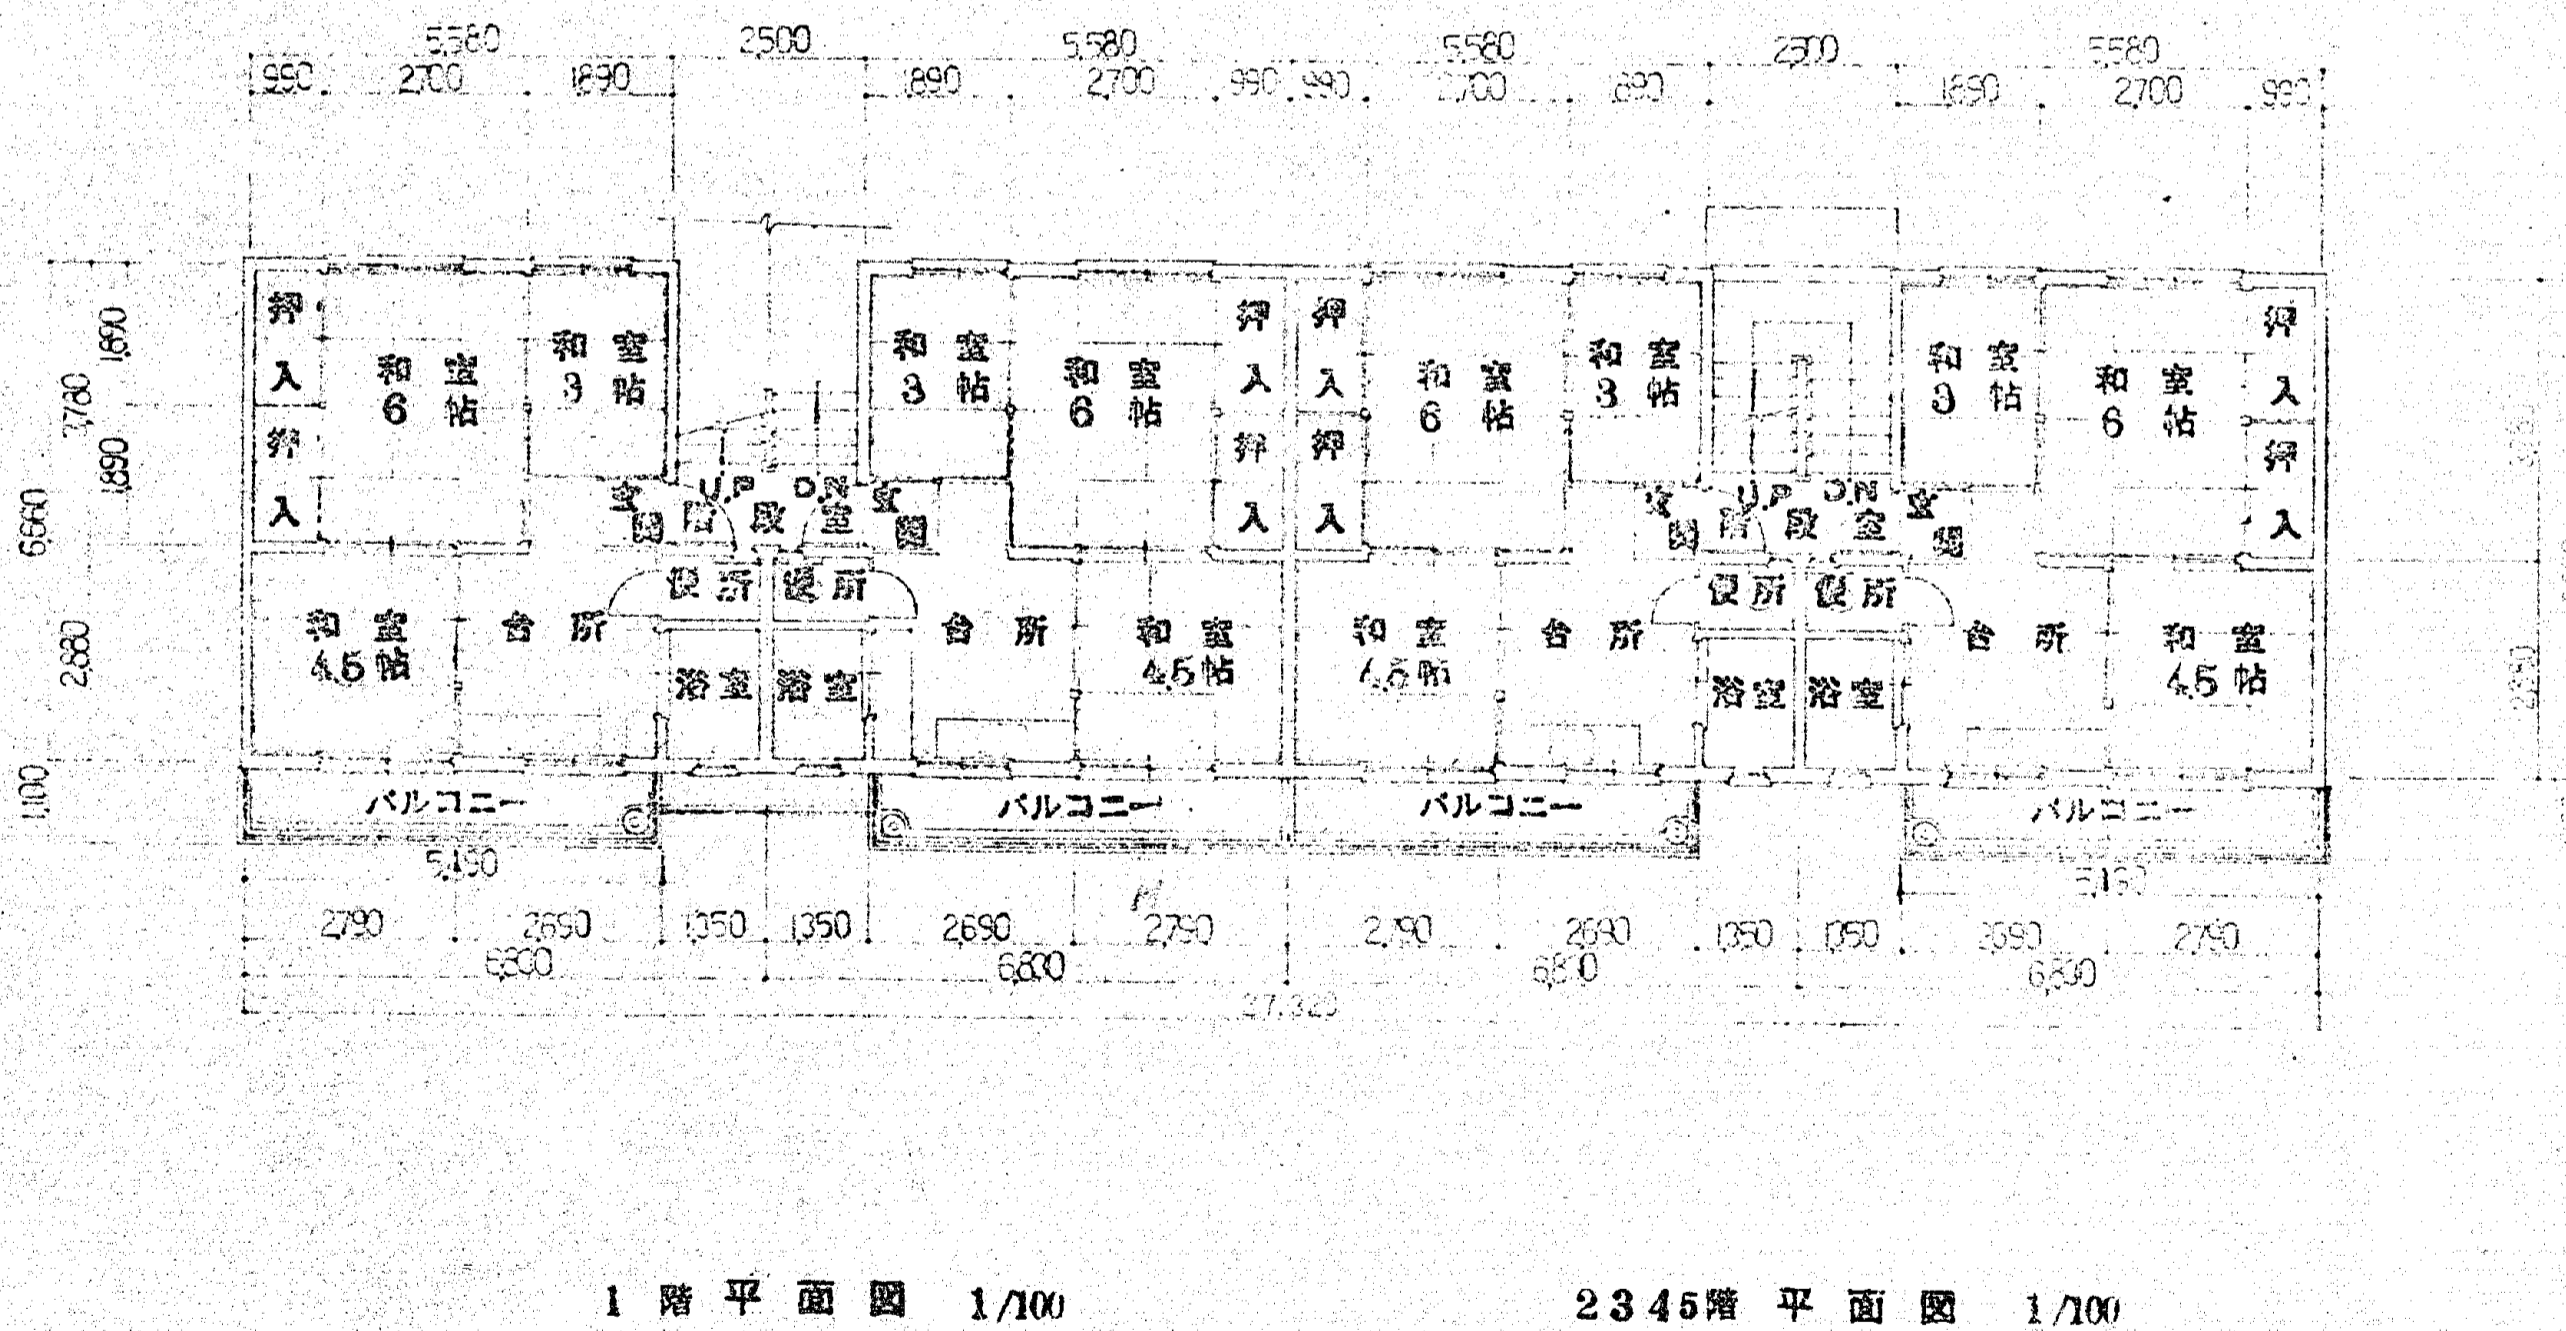 5,580 2,500 5,580 5,580 2,500 5,580
990 2,700 1,890 1,890 2,700 990 990 2,700 1,890 1,890 2,700 990
押入 和室 6帖 和室 3帖 和室 3帖 和室 6帖 押入 押入 和室 6帖 和室 3帖 和室 3帖 和室 6帖 押入
押入 押入 押入 押入
1,890
3,780
1,890
6,660
2,880
1,100
玄関 U.P D.N 玄関 玄関 U.P D.N 玄関
階段室 階段室
便所 便所 便所 便所
和室 4.5帖 台所 台所 和室 4.5帖 和室 4.5帖 台所 台所 和室 4.5帖
浴室 浴室 浴室 浴室
2,880
バルコニー バルコニー バルコニー バルコニー
5,490
2,790 2,690 1,350 1,350 2,690 2,790 2,790 2,690 1,350 1,350 2,690 2,790
6,830 6,830 6,830 6,830
27.320
1階平面図 1/100
2345階平面図 1/100